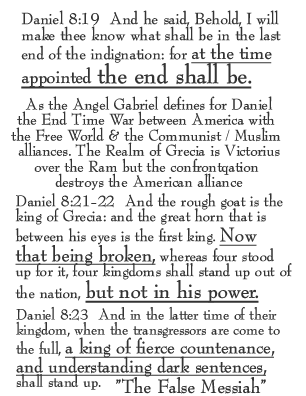 Daniel 8:19 And he said, Behold, I will
make thee know what shall be in the last
end of the indignation: for at the time
appointed the end shall be.
As the Angel Gabriel defines for Daniel
the End Time War between America with
the Free World & the Communist / Muslim
alliances. The Realm of Grecia is Victorius
over the Ram but the confrontqation
destroys the American alliance
Daniel 8:21-22 And the rough goat is the
king of Grecia: and the great horn that is
between his eyes is the first king. Now
that being broken, whereas four stood
up for it, four kingdoms shall stand up out of
the nation, but not in his power.
Daniel 8:23 And in the latter time of their
kingdom, when the transgressors are come to
the full, a king of fierce countenance,
and understanding dark sentences,
shall stand up. "The False Messiah"